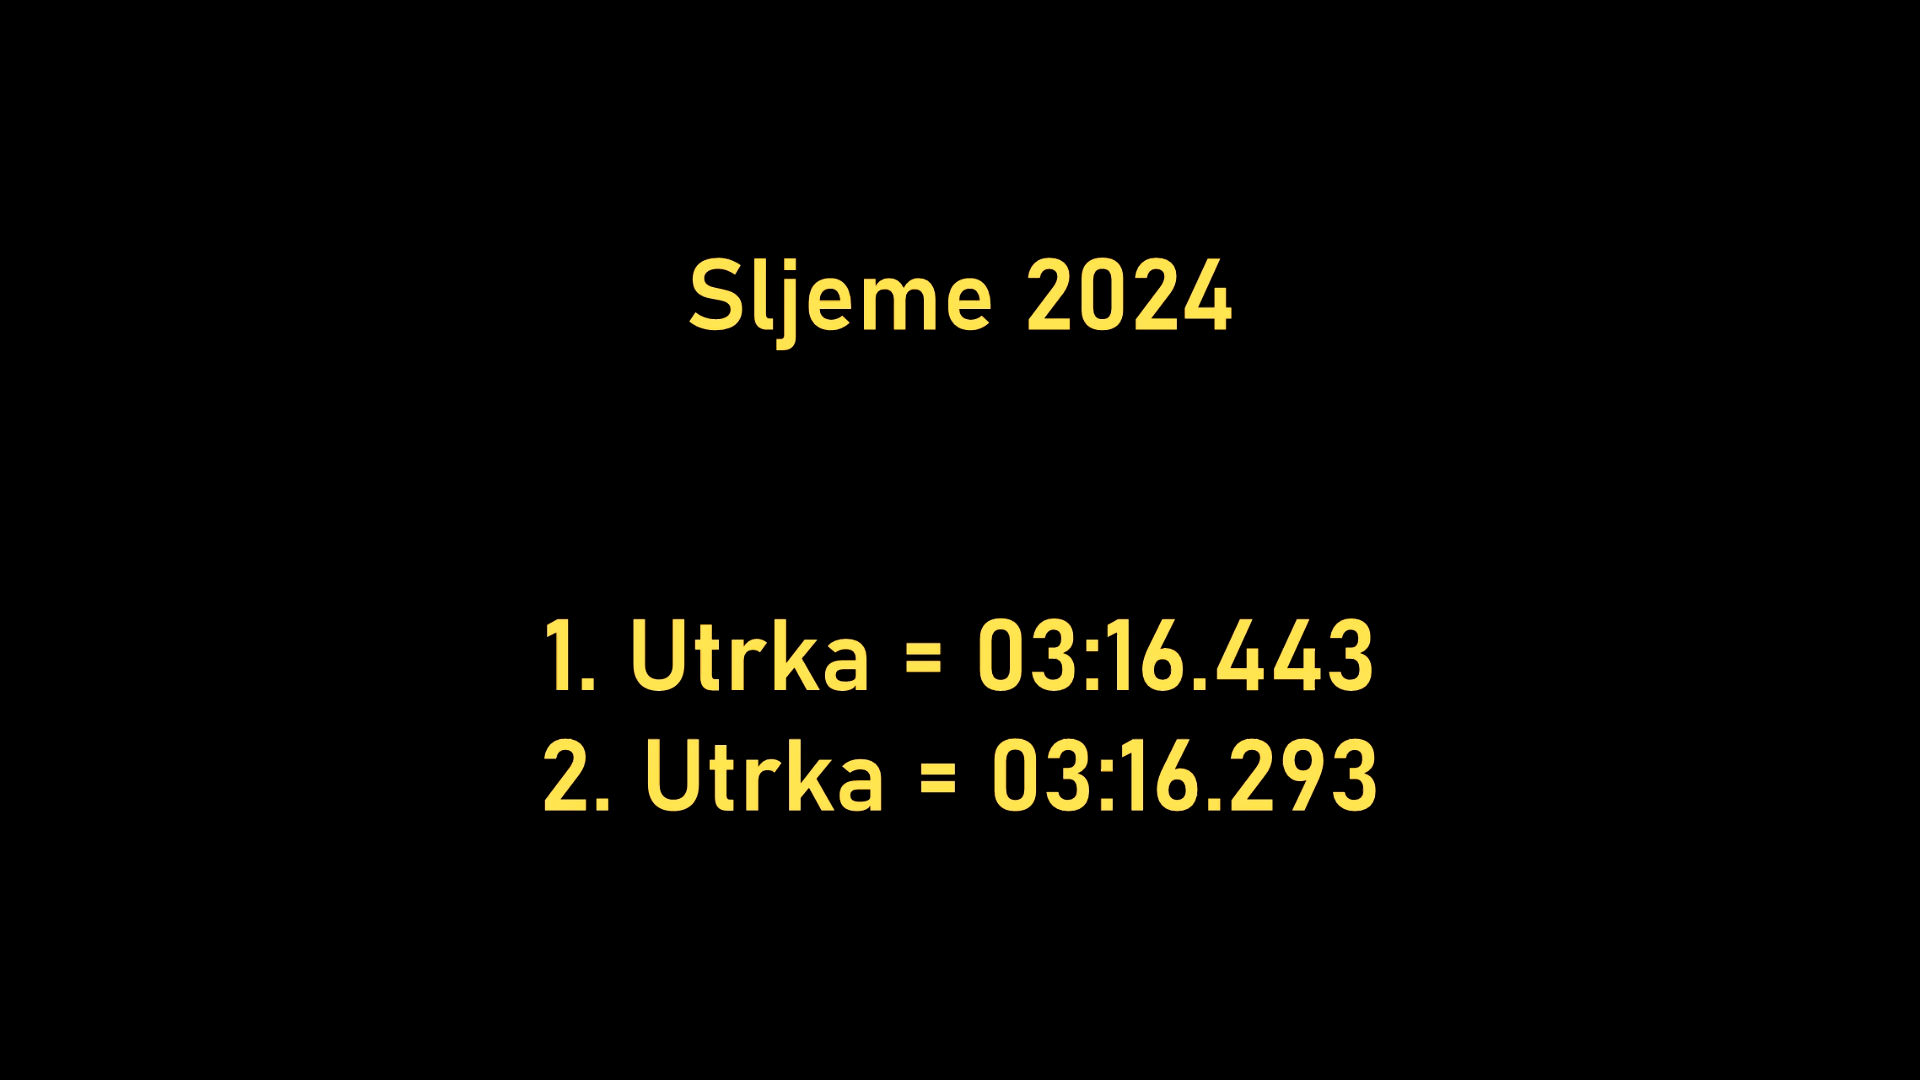 Sljeme 2024
1. Utrka = 03:16.443
2. Utrka = 03:16.293